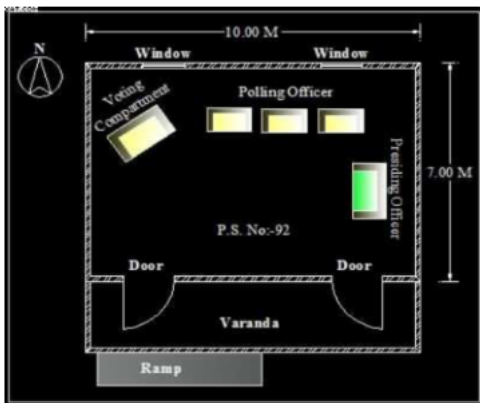 10.00 M
N
Window
Window
Voting
Compartment
Polling Officer
Presiding Officer
7.00 M
P.S. No:-92
Door
Door
Varanda
Ramp